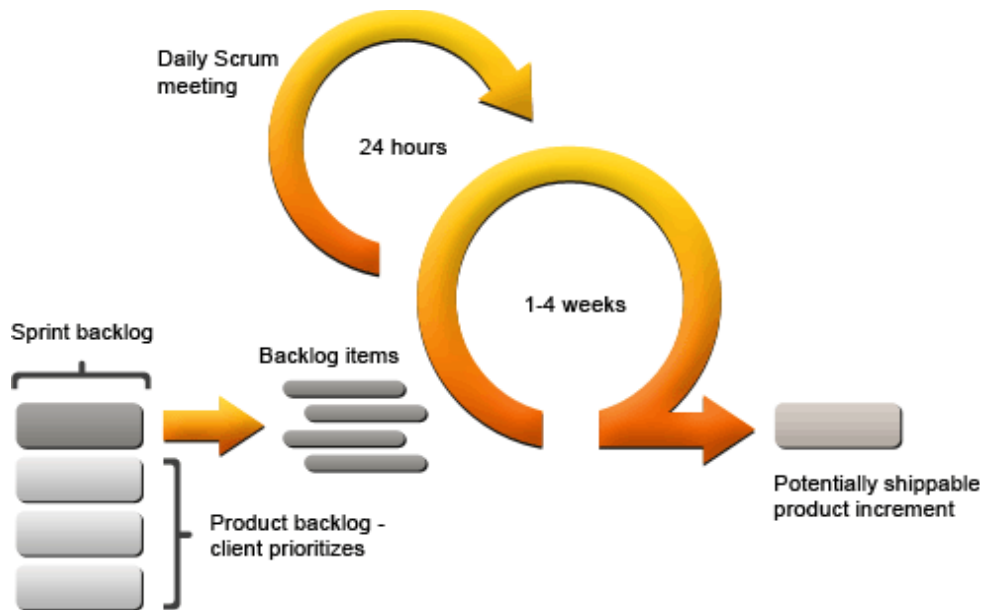 Daily Scrum
meeting
24 hours
1-4 weeks
Sprint backlog
Backlog items
Product backlog -
client prioritizes
Potentially shippable
product increment